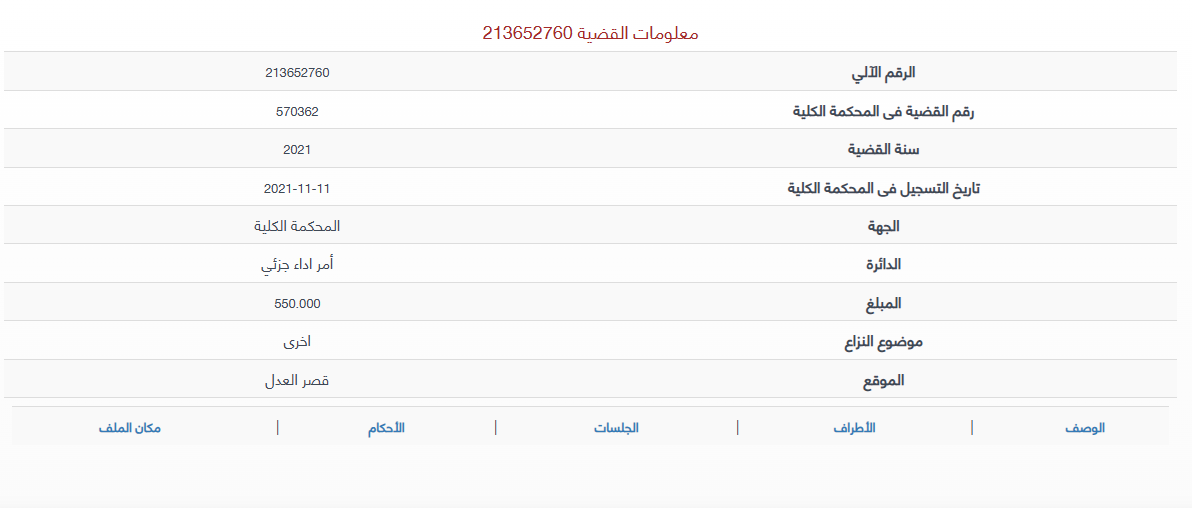 معلومات القضية 213652760
الرقم الآلي 213652760
رقم القضية فى المحكمة الكلية 570362
سنة القضية 2021
تاريخ التسجيل فى المحكمة الكلية 2021-11-11
الجهة المحكمة الكلية
الدائرة أمر اداء جزئي
المبلغ 550.000
موضوع النزاع اخرى
الموقع قصر العدل
الوصف | الأطراف | الجلسات | الأحكام | مكان الملف